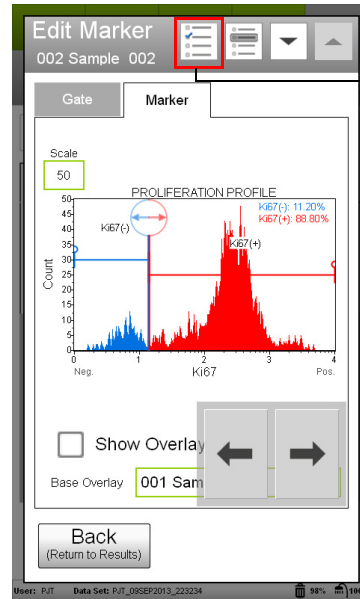 Edit Marker
002 Sample 002
Gate
Marker
Scale
50
PROLIFERATION PROFILE
Ki67(-): 11.20%
Ki67(+): 88.80%
Ki67(-)
Ki67(+)
Count
50
45
40
35
30
25
20
15
10
5
0
0 1 2 3 4
Neg. Ki67 Pos.
Show Overlay
Base Overlay 001 Sam
Back
(Return to Results)
User: PJT Data Set: PJT_09SEP2013_223234 98% 100